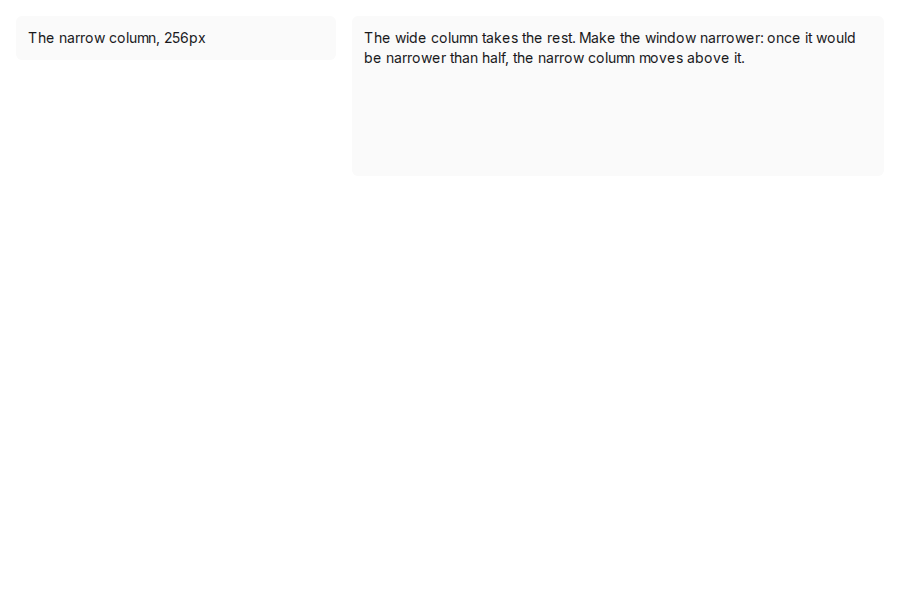 The narrow column, 256px
The wide column takes the rest. Make the window narrower: once it would
be narrower than half, the narrow column moves above it.